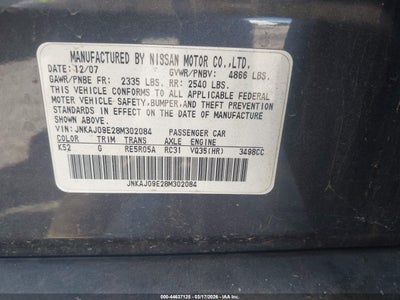 MANUFACTURED BY NISSAN MOTOR CO.,LTD.
DATE: 12/07 GVWR/PNBV: 4866 LBS.
GAWR/PNBE FR: 2335 LBS. RR: 2540 LBS.
THIS VEHICLE CONFORMS TO ALL APPLICABLE FEDERAL
MOTOR VEHICLE SAFETY, BUMPER, AND THEFT PREVENTION
STANDARDS IN EFFECT ON THE DATE OF MANUFACTURE
SHOWN ABOVE.
VIN: JNKAJ09E28M302084 PASSENGER CAR
COLOR TRIM TRANS AXLE ENGINE
K52 G RE5R05A RC31 VQ35(HR) 3498CC
JNKAJ09E28M302084
000-44637125 - 03/17/2026 - IAAI.COM